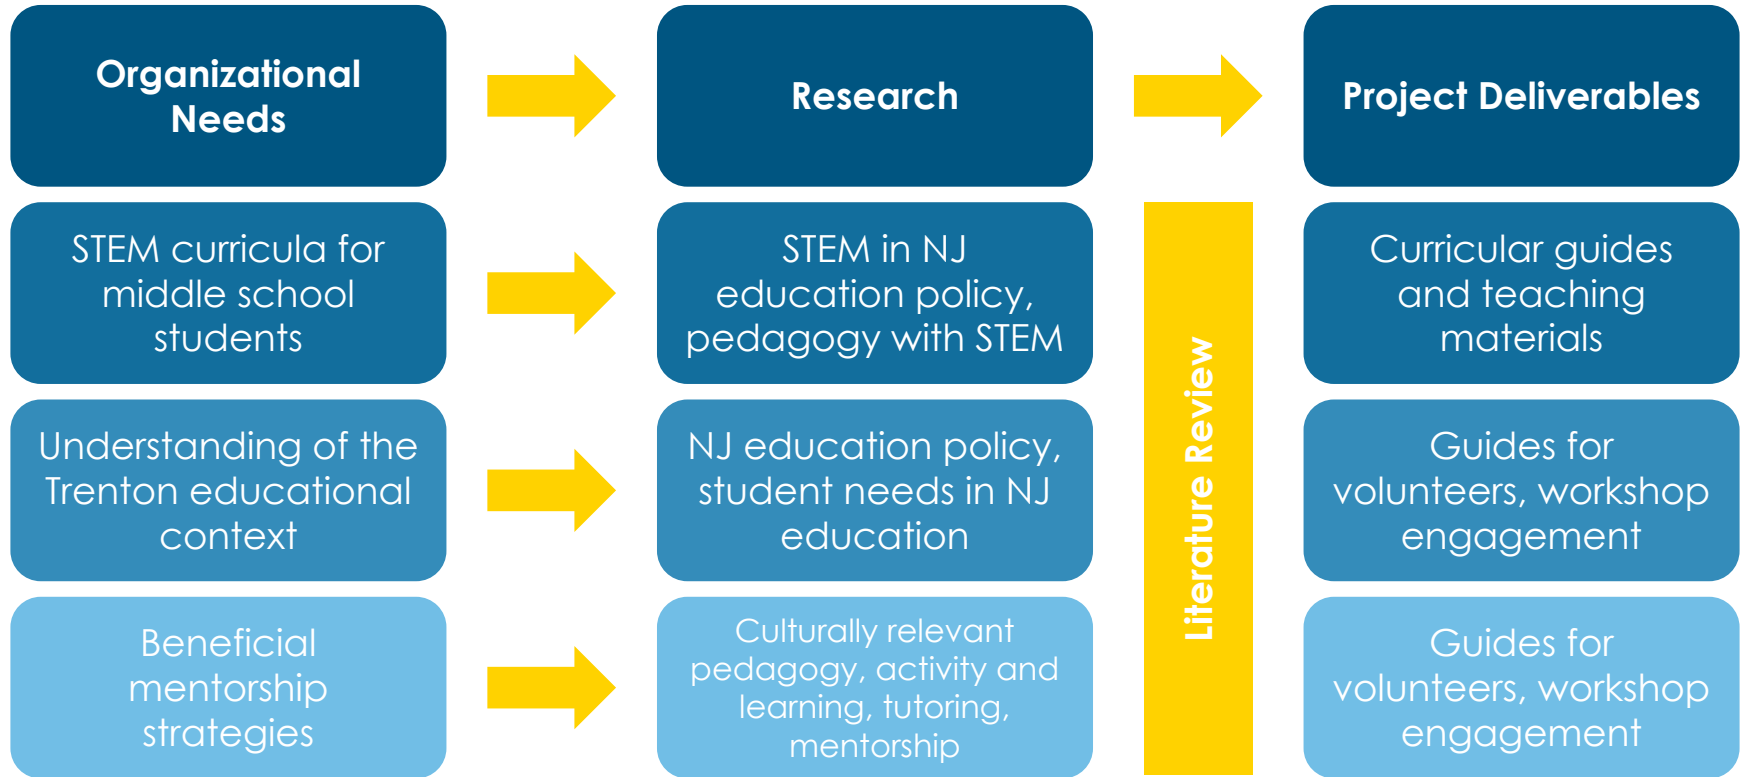 Organizational
Needs
Research
Project Deliverables
STEM curricula for
middle school
students
STEM in NJ
education policy,
pedagogy with STEM
Curricular guides
and teaching
materials
Understanding of the
Trenton educational
context
NJ education policy,
student needs in NJ
education
Literature Review
Guides for
volunteers, workshop
engagement
Beneficial
mentorship
strategies
Culturally relevant
pedagogy, activity and
learning, tutoring,
mentorship
Guides for
volunteers, workshop
engagement